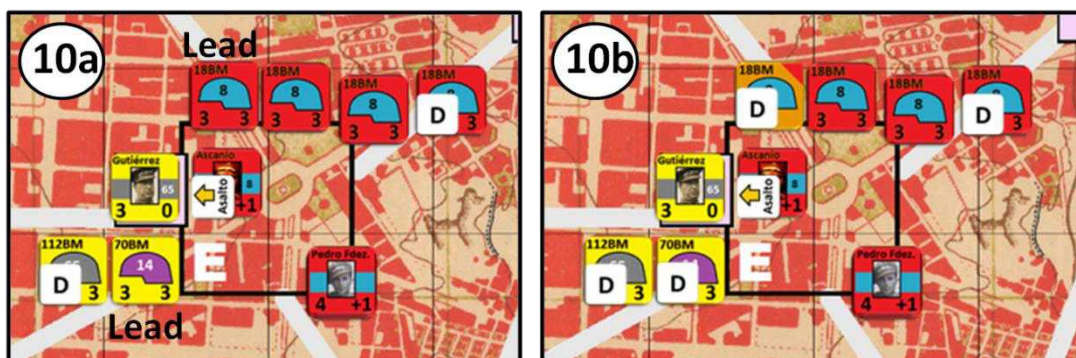 10a
Lead
18BM
18BM
18BM
18BM
8
8
8
D
3 3
3 3
3 3
3
Gutiérrez
65
3 0
Ascanio
8
Asalto
+1
112BM
70BM
14
D
3
3 3
E
Pedro Fdez.
4 +1
Lead
10b
18BM
18BM
18BM
18BM
D
8
8
D
3
3 3
3 3
3
Gutiérrez
65
3 0
Ascanio
8
Asalto
+1
112BM
70BM
D
3
D
3
E
Pedro Fdez.
4 +1